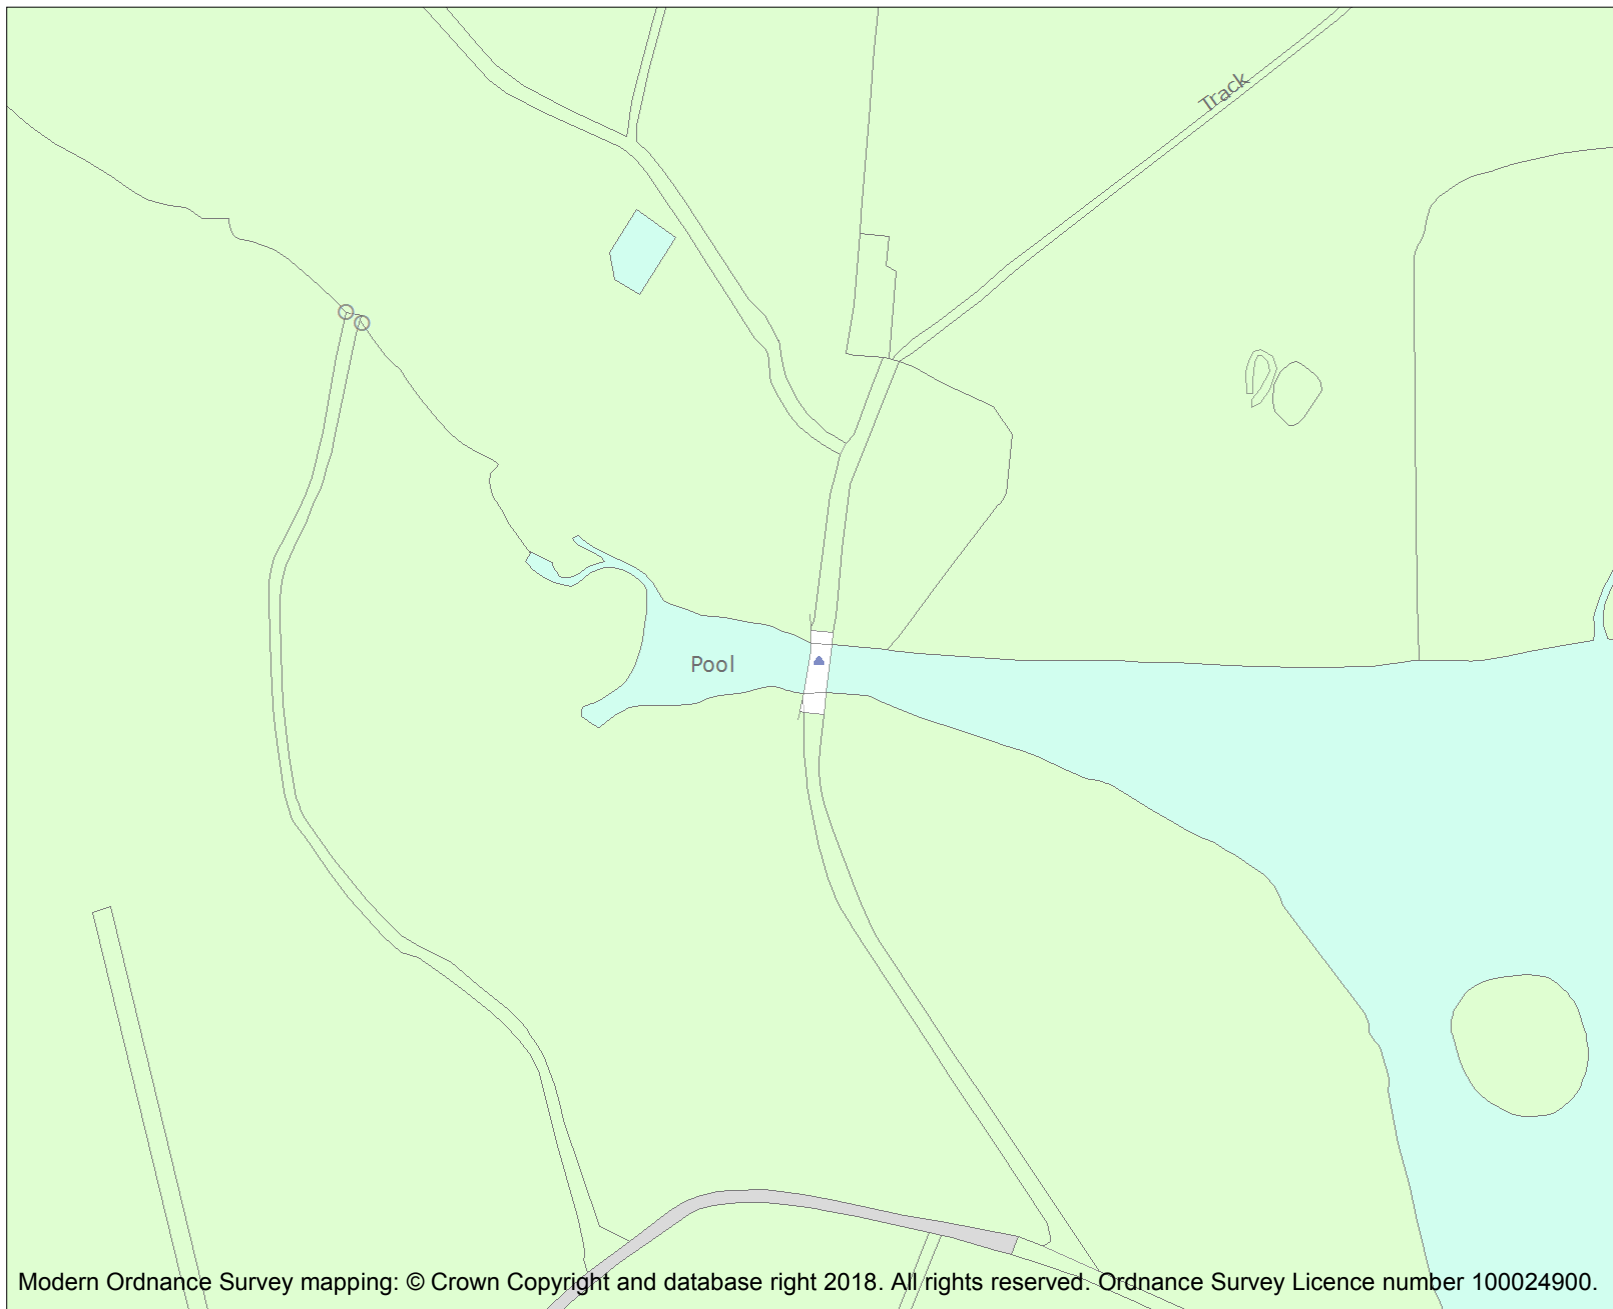 Track
Pool
Modern Ordnance Survey mapping: © Crown Copyright and database right 2018. All rights reserved. Ordnance Survey Licence number 100024900.